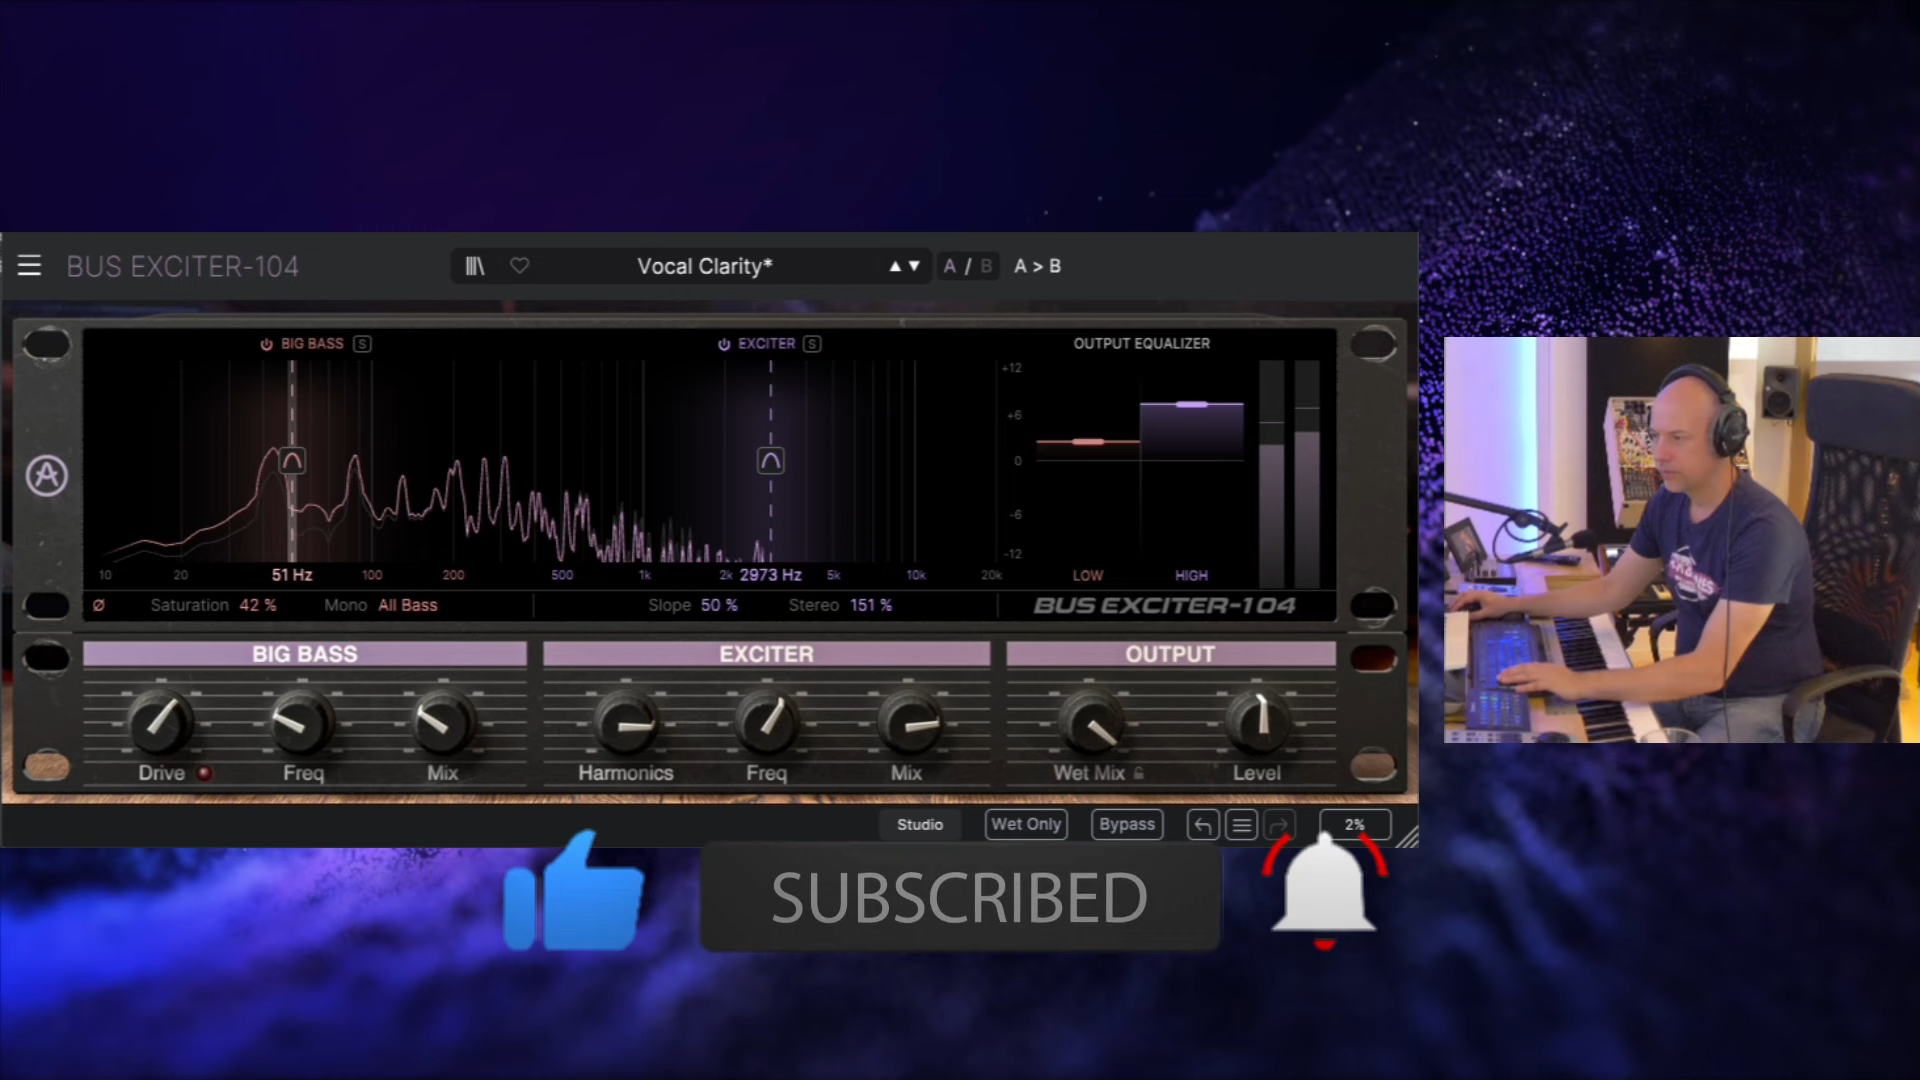 BUS EXCITER-104
Vocal Clarity*
A / B
A > B
BIG BASS S
EXCITER S
OUTPUT EQUALIZER
+12
+6
0
-6
-12
10 20 51 Hz 100 200 500 1k 2k 2973 Hz 5k 10k 20k
LOW HIGH
Ø Saturation 42 % Mono All Bass
Slope 50 % Stereo 151 %
BUS EXCITER-104
BIG BASS
EXCITER
OUTPUT
Drive Freq Mix
Harmonics Freq Mix
Wet Mix Level
Studio Wet Only Bypass 2%
SUBSCRIBED